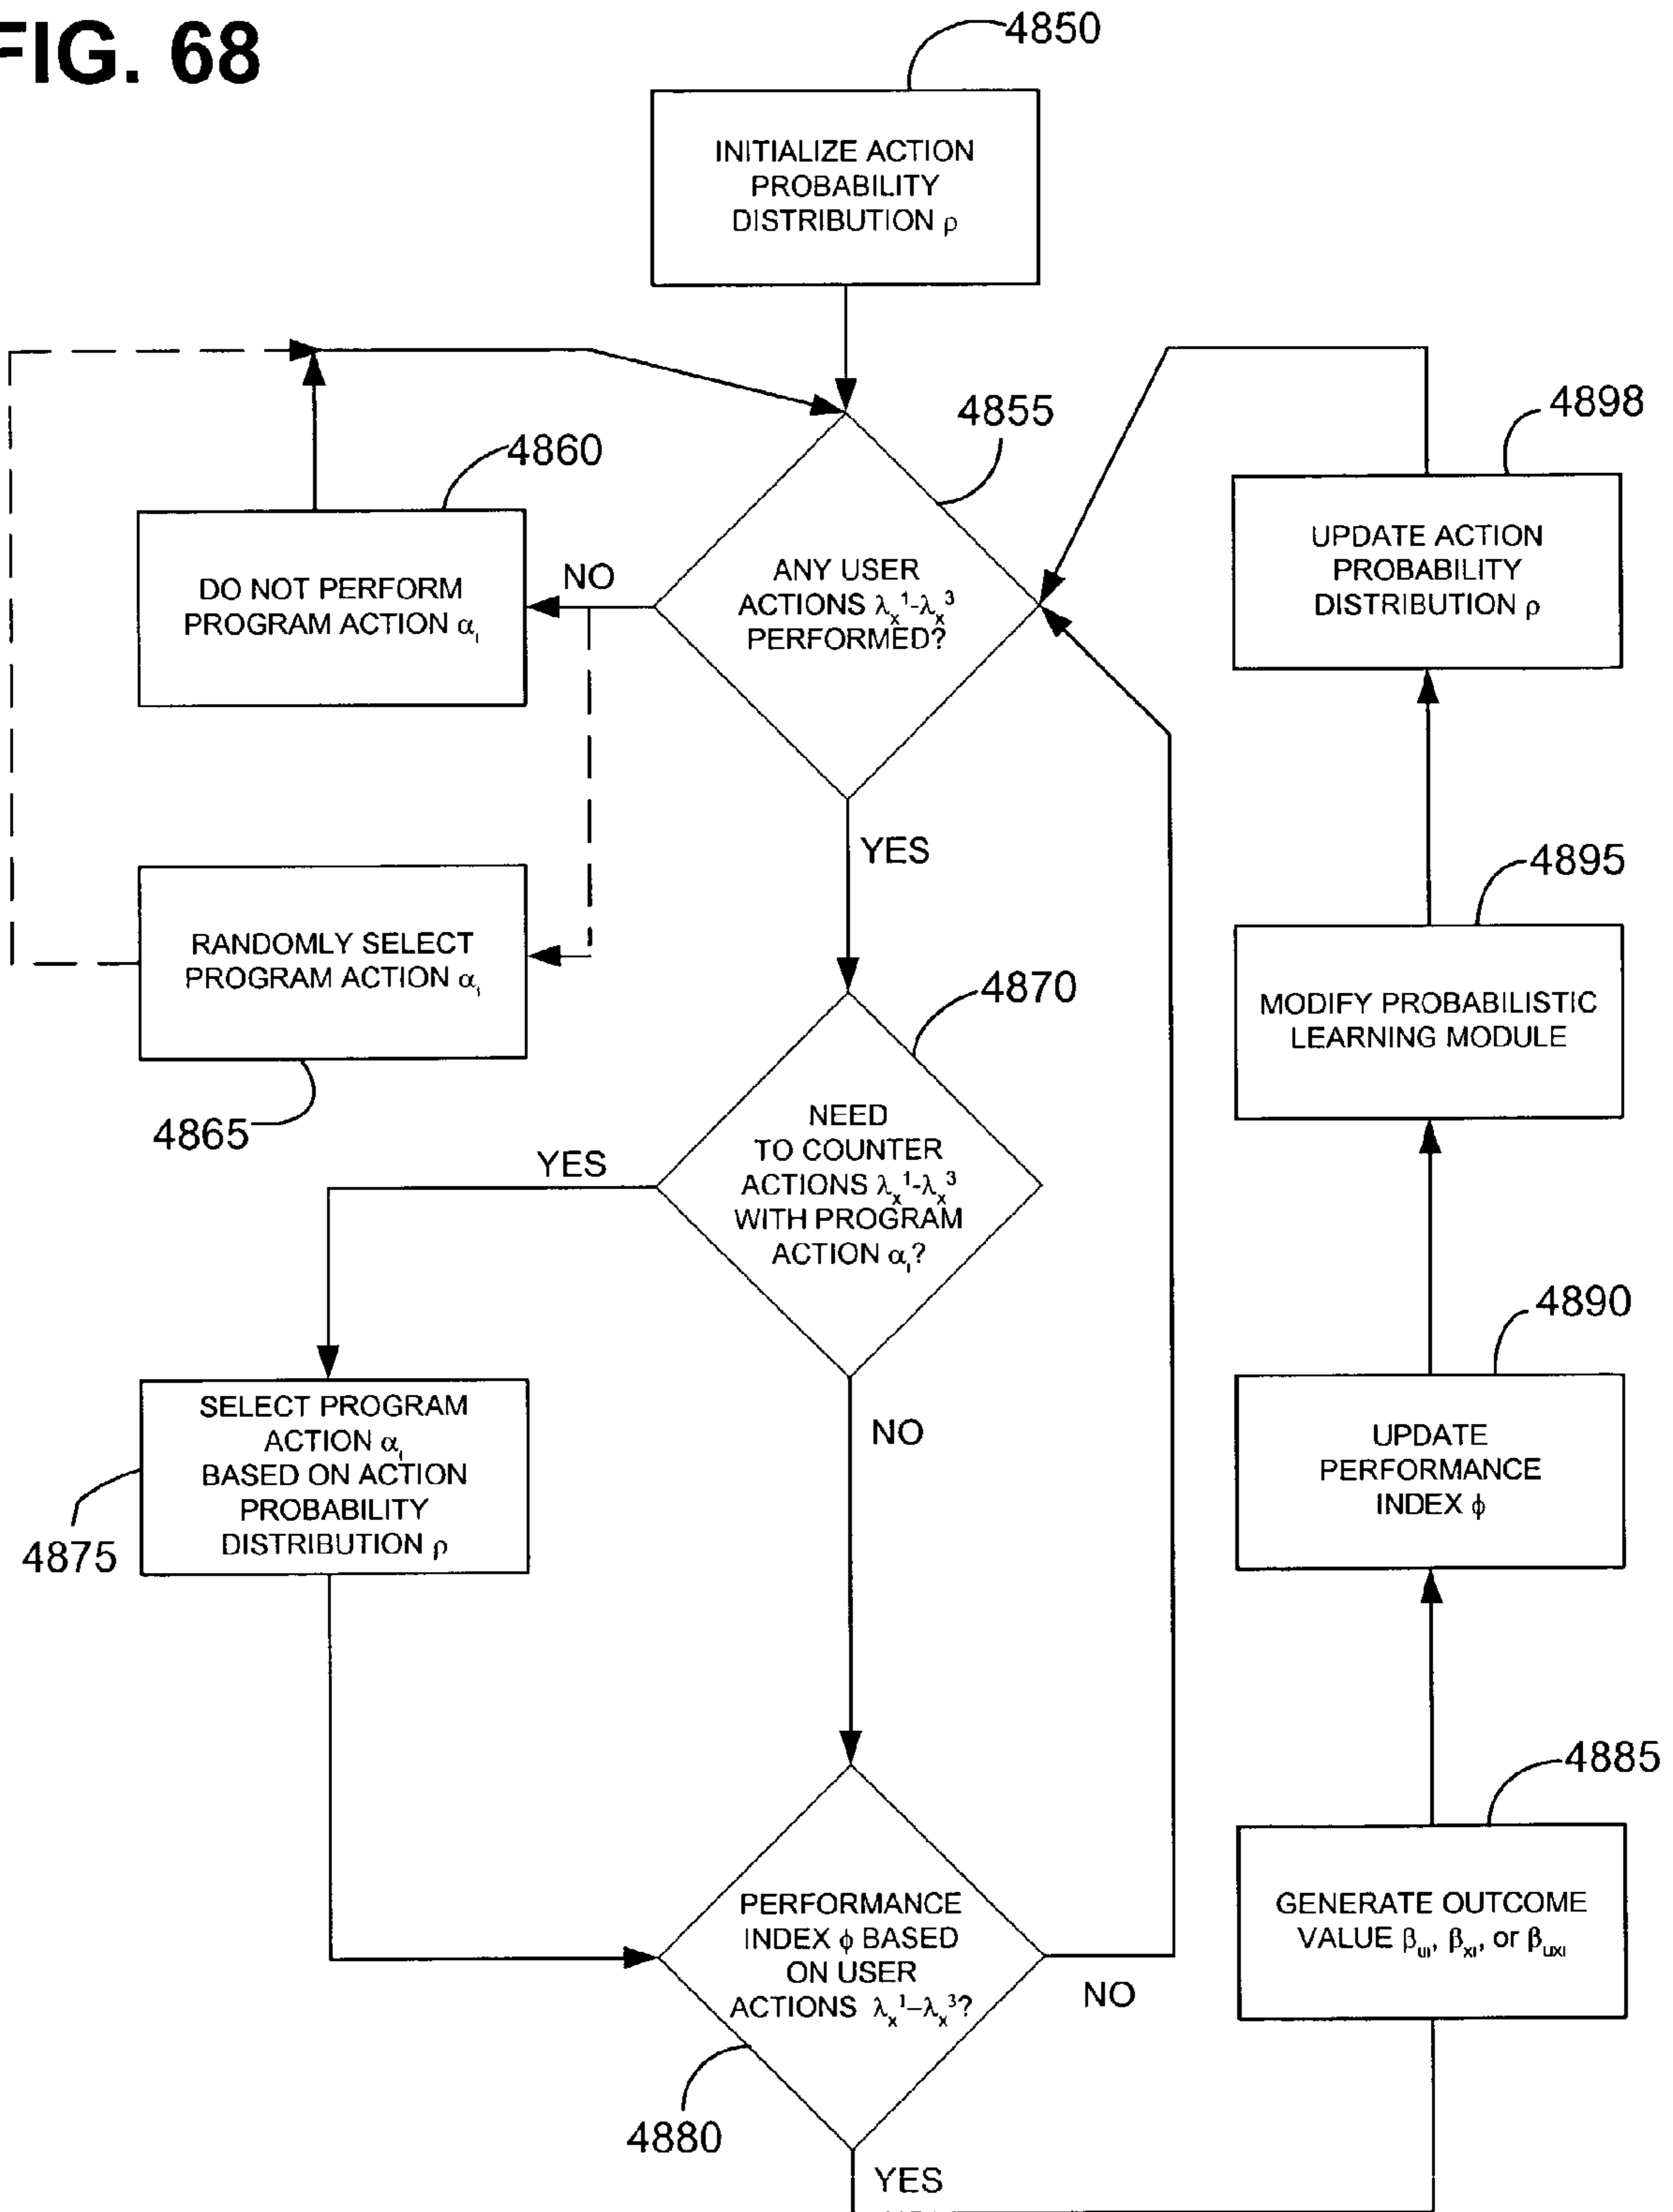 FIG. 68
4850
INITIALIZE ACTION
PROBABILITY
DISTRIBUTION ρ
4855
ANY USER
ACTIONS λₓ¹-λₓ³
PERFORMED?
NO
4860
DO NOT PERFORM
PROGRAM ACTION αᵢ
RANDOMLY SELECT
PROGRAM ACTION αᵢ
4865
YES
4870
NEED
TO COUNTER
ACTIONS λₓ¹-λₓ³
WITH PROGRAM
ACTION αᵢ?
YES
NO
SELECT PROGRAM
ACTION αᵢ
BASED ON ACTION
PROBABILITY
DISTRIBUTION ρ
4875
PERFORMANCE
INDEX ϕ BASED
ON USER
ACTIONS λₓ¹–λₓ³?
4880
NO
YES
4885
GENERATE OUTCOME
VALUE βᵤᵢ, βₓᵢ, or βᵤₓᵢ
4890
UPDATE
PERFORMANCE
INDEX ϕ
4895
MODIFY PROBABILISTIC
LEARNING MODULE
4898
UPDATE ACTION
PROBABILITY
DISTRIBUTION ρ